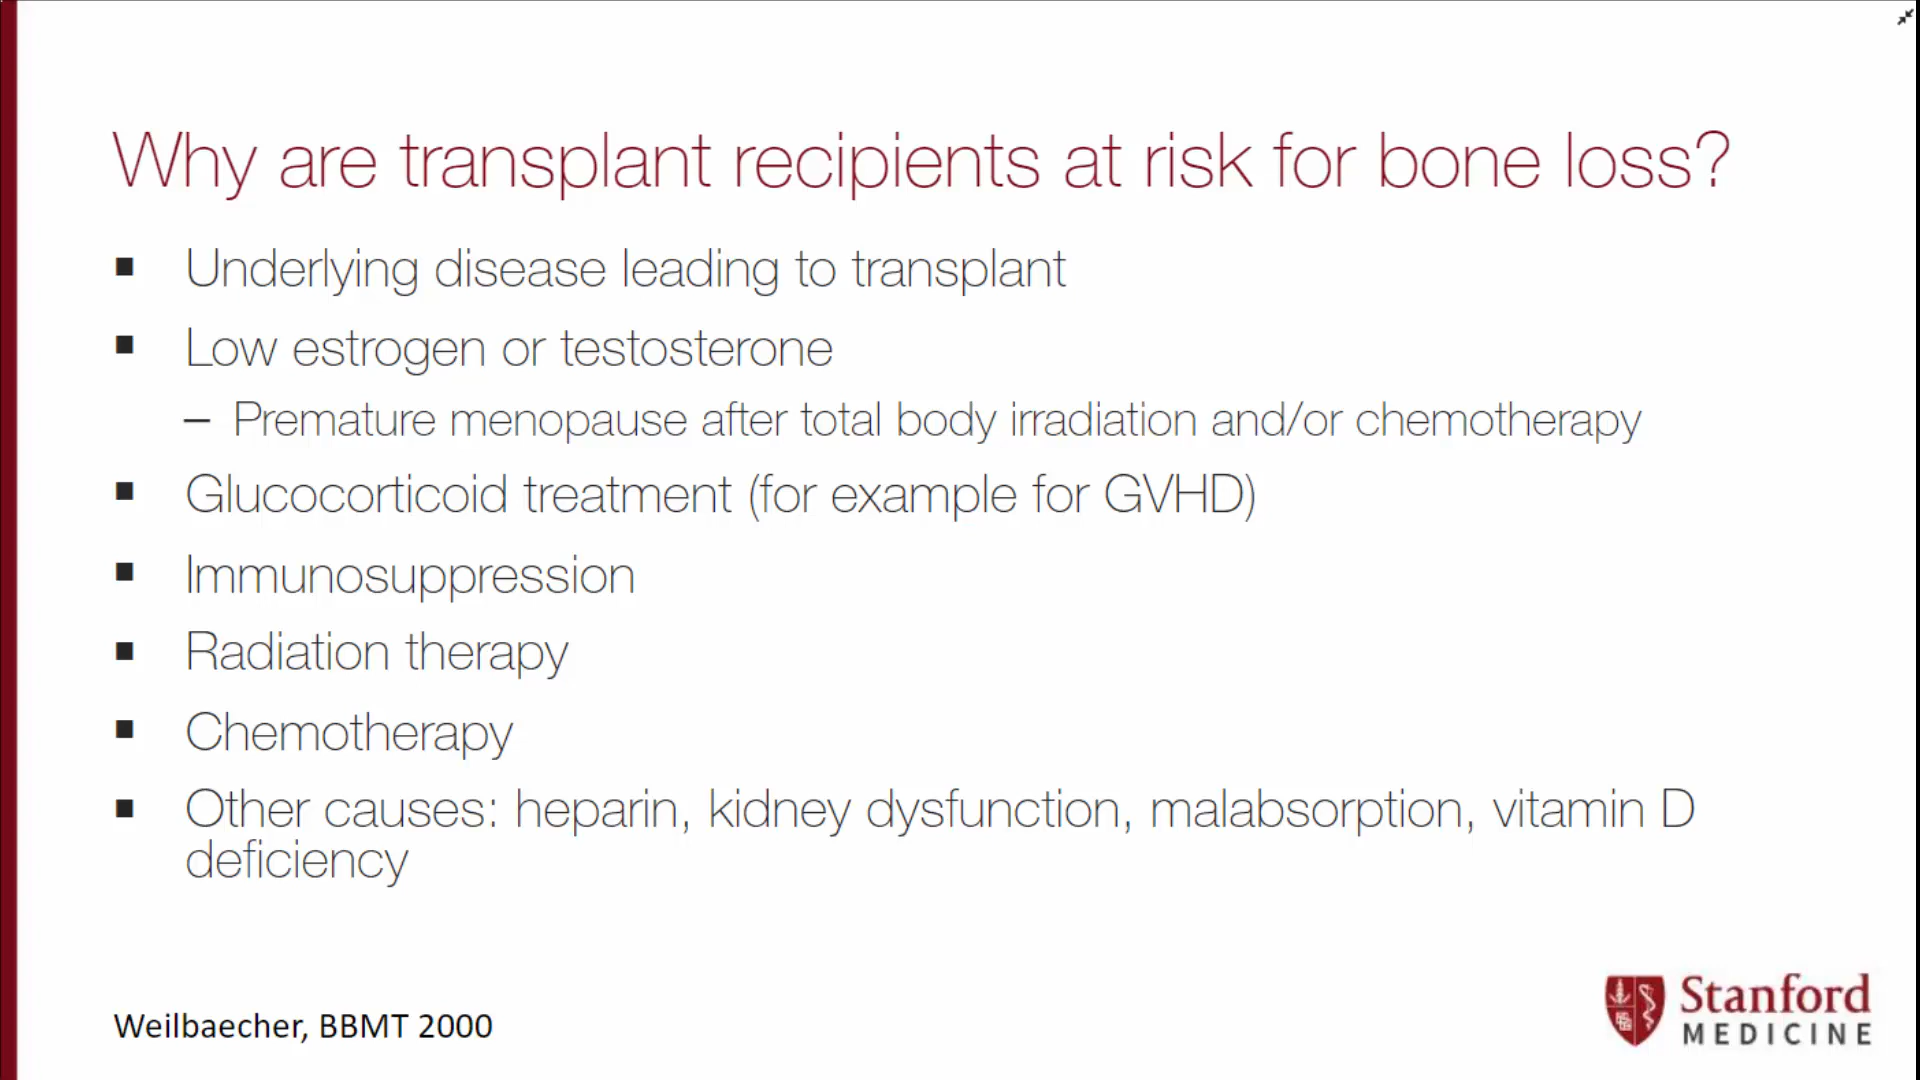 Why are transplant recipients at risk for bone loss?
▪ Underlying disease leading to transplant
▪ Low estrogen or testosterone
– Premature menopause after total body irradiation and/or chemotherapy
▪ Glucocorticoid treatment (for example for GVHD)
▪ Immunosuppression
▪ Radiation therapy
▪ Chemotherapy
▪ Other causes: heparin, kidney dysfunction, malabsorption, vitamin D
deficiency
Weilbaecher, BBMT 2000
Stanford
MEDICINE